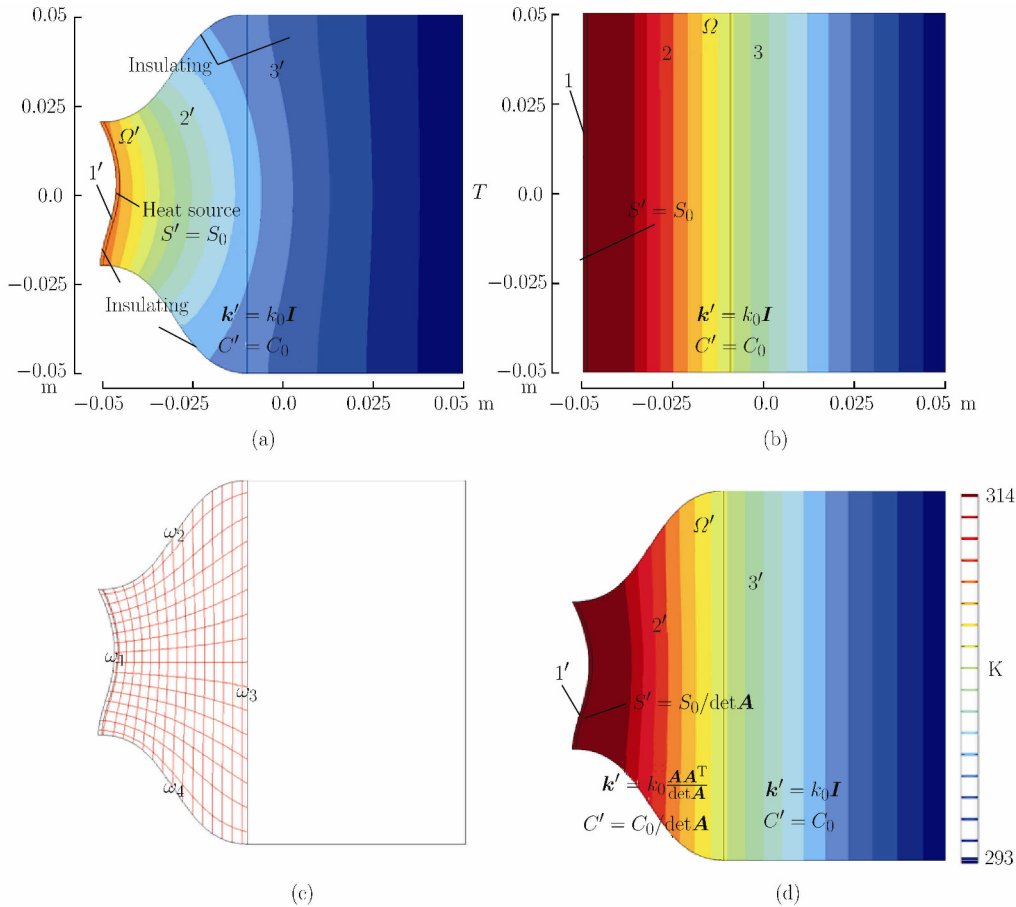 0.05
0.025
0.0
−0.025
−0.05
m
−0.05
−0.025
0.0
0.025
0.05
m
Insulating
3′
2′
Ω′
1′
Heat source
S′ = S₀
Insulating
k′ = k₀I
C′ = C₀
(a)
T
0.05
0.025
0.0
−0.025
−0.05
m
−0.05
−0.025
0.0
0.025
0.05
m
Ω
2
3
1
S′ = S₀
k′ = k₀I
C′ = C₀
(b)
ω₂
ω₁
ω₃
ω₄
(c)
Ω′
3′
2′
1′
S′ = S₀/detA
k′ = k₀ AAᵀ/detA
C′ = C₀/detA
k′ = k₀I
C′ = C₀
314
K
293
(d)